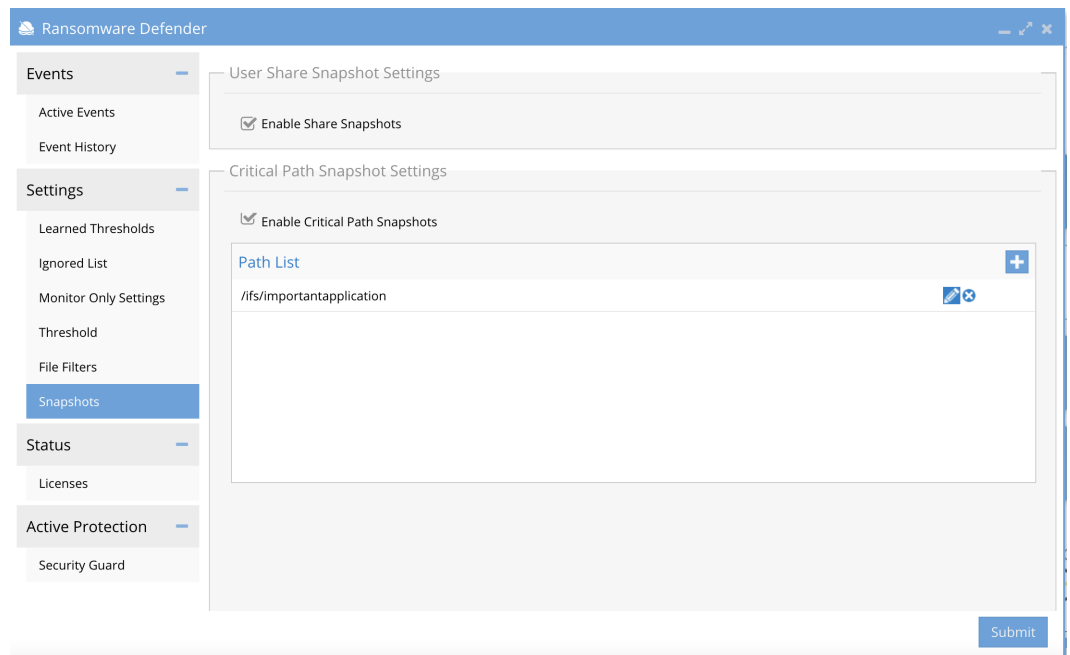 Ransomware Defender
Events
Active Events
Event History
Settings
Learned Thresholds
Ignored List
Monitor Only Settings
Threshold
File Filters
Snapshots
Status
Licenses
Active Protection
Security Guard
User Share Snapshot Settings
Enable Share Snapshots
Critical Path Snapshot Settings
Enable Critical Path Snapshots
Path List
/ifs/importantapplication
Submit